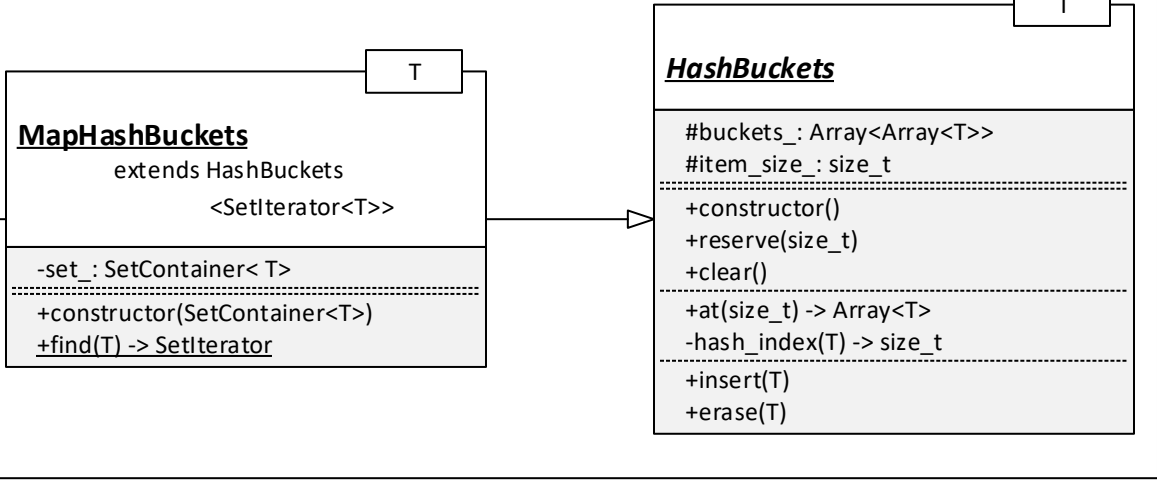 T
MapHashBuckets
extends HashBuckets
<SetIterator<T>>
-set_: SetContainer< T>
+constructor(SetContainer<T>)
+find(T) -> SetIterator
T
HashBuckets
#buckets_: Array<Array<T>>
#item_size_: size_t
+constructor()
+reserve(size_t)
+clear()
+at(size_t) -> Array<T>
-hash_index(T) -> size_t
+insert(T)
+erase(T)